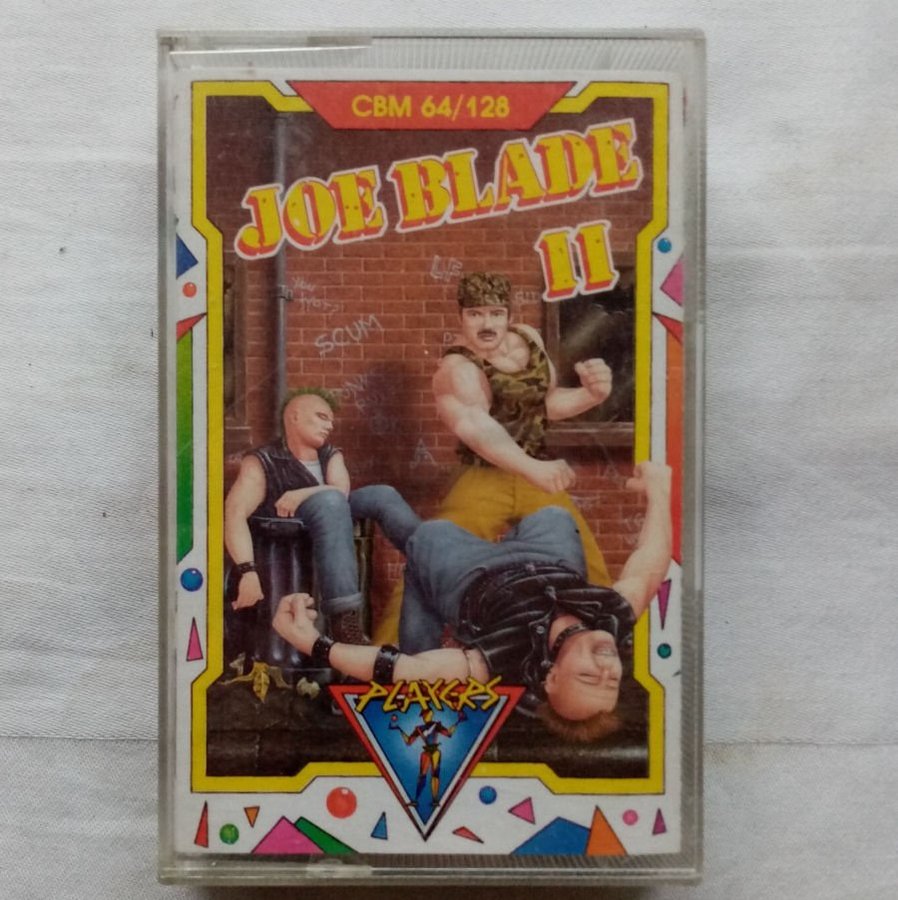 CBM 64/128
JOE BLADE
II
SCUM
PLAYERS